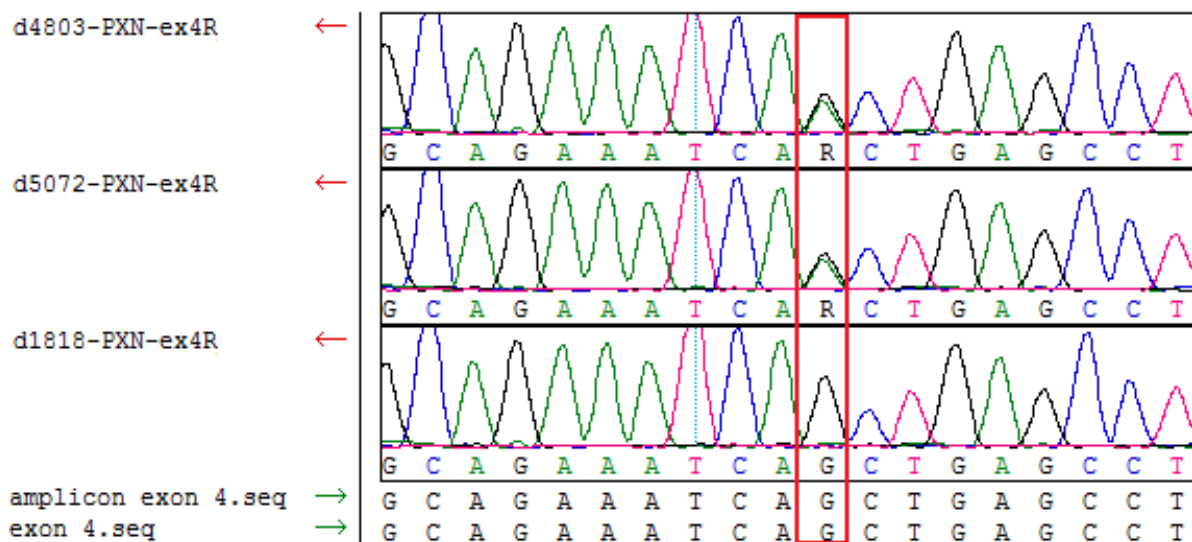 d4803-PXN-ex4R ←
G C A G A A A T C A R C T G A G C C T
d5072-PXN-ex4R ←
G C A G A A A T C A R C T G A G C C T
d1818-PXN-ex4R ←
G C A G A A A T C A G C T G A G C C T
amplicon exon 4.seq → G C A G A A A T C A G C T G A G C C T
exon 4.seq → G C A G A A A T C A G C T G A G C C T